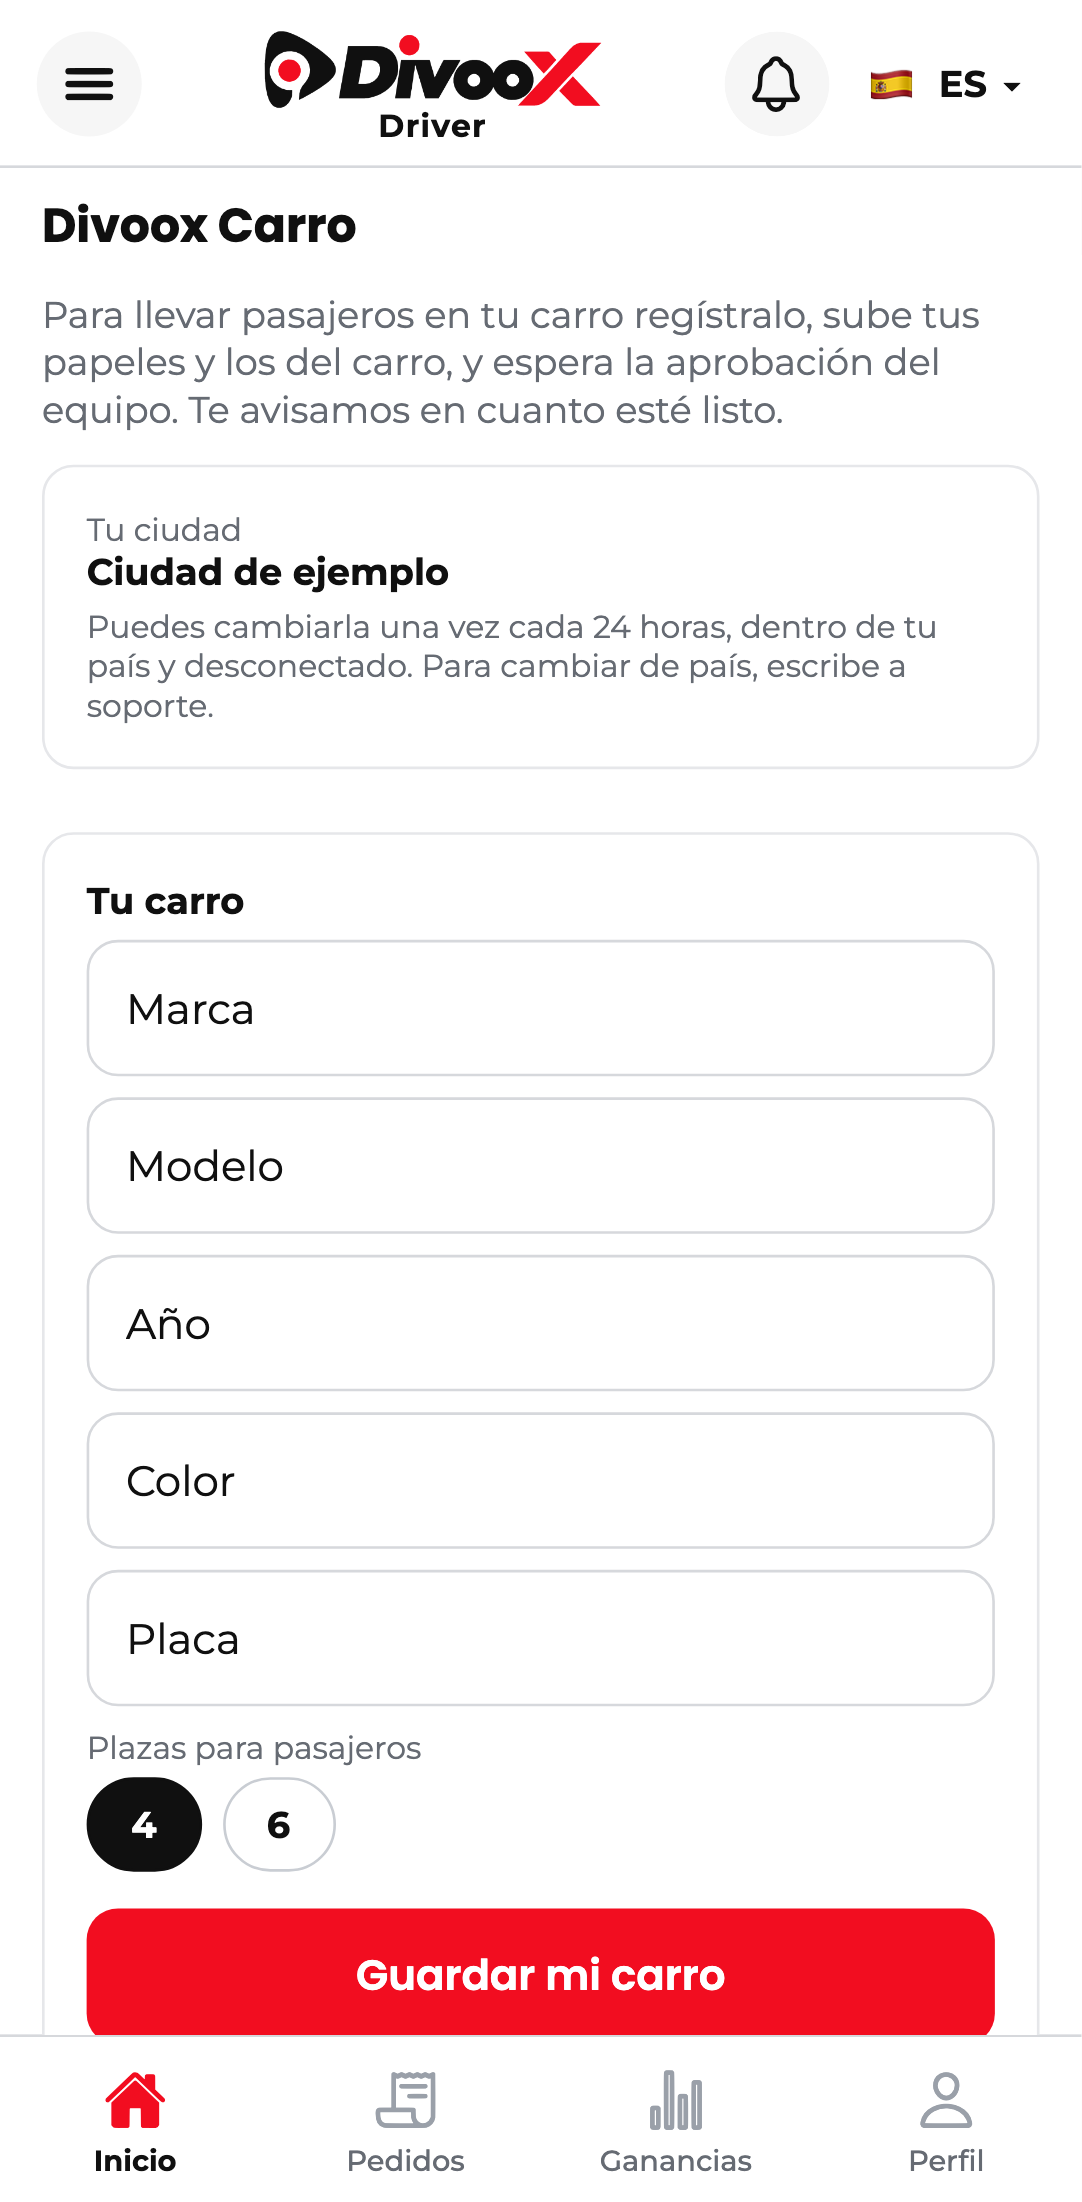 Divoox
Driver
ES
Divoox Carro
Para llevar pasajeros en tu carro regístralo, sube tus
papeles y los del carro, y espera la aprobación del
equipo. Te avisamos en cuanto esté listo.
Tu ciudad
Ciudad de ejemplo
Puedes cambiarla una vez cada 24 horas, dentro de tu
país y desconectado. Para cambiar de país, escribe a
soporte.
Tu carro
Marca
Modelo
Año
Color
Placa
Plazas para pasajeros
4 6
Guardar mi carro
Inicio Pedidos Ganancias Perfil